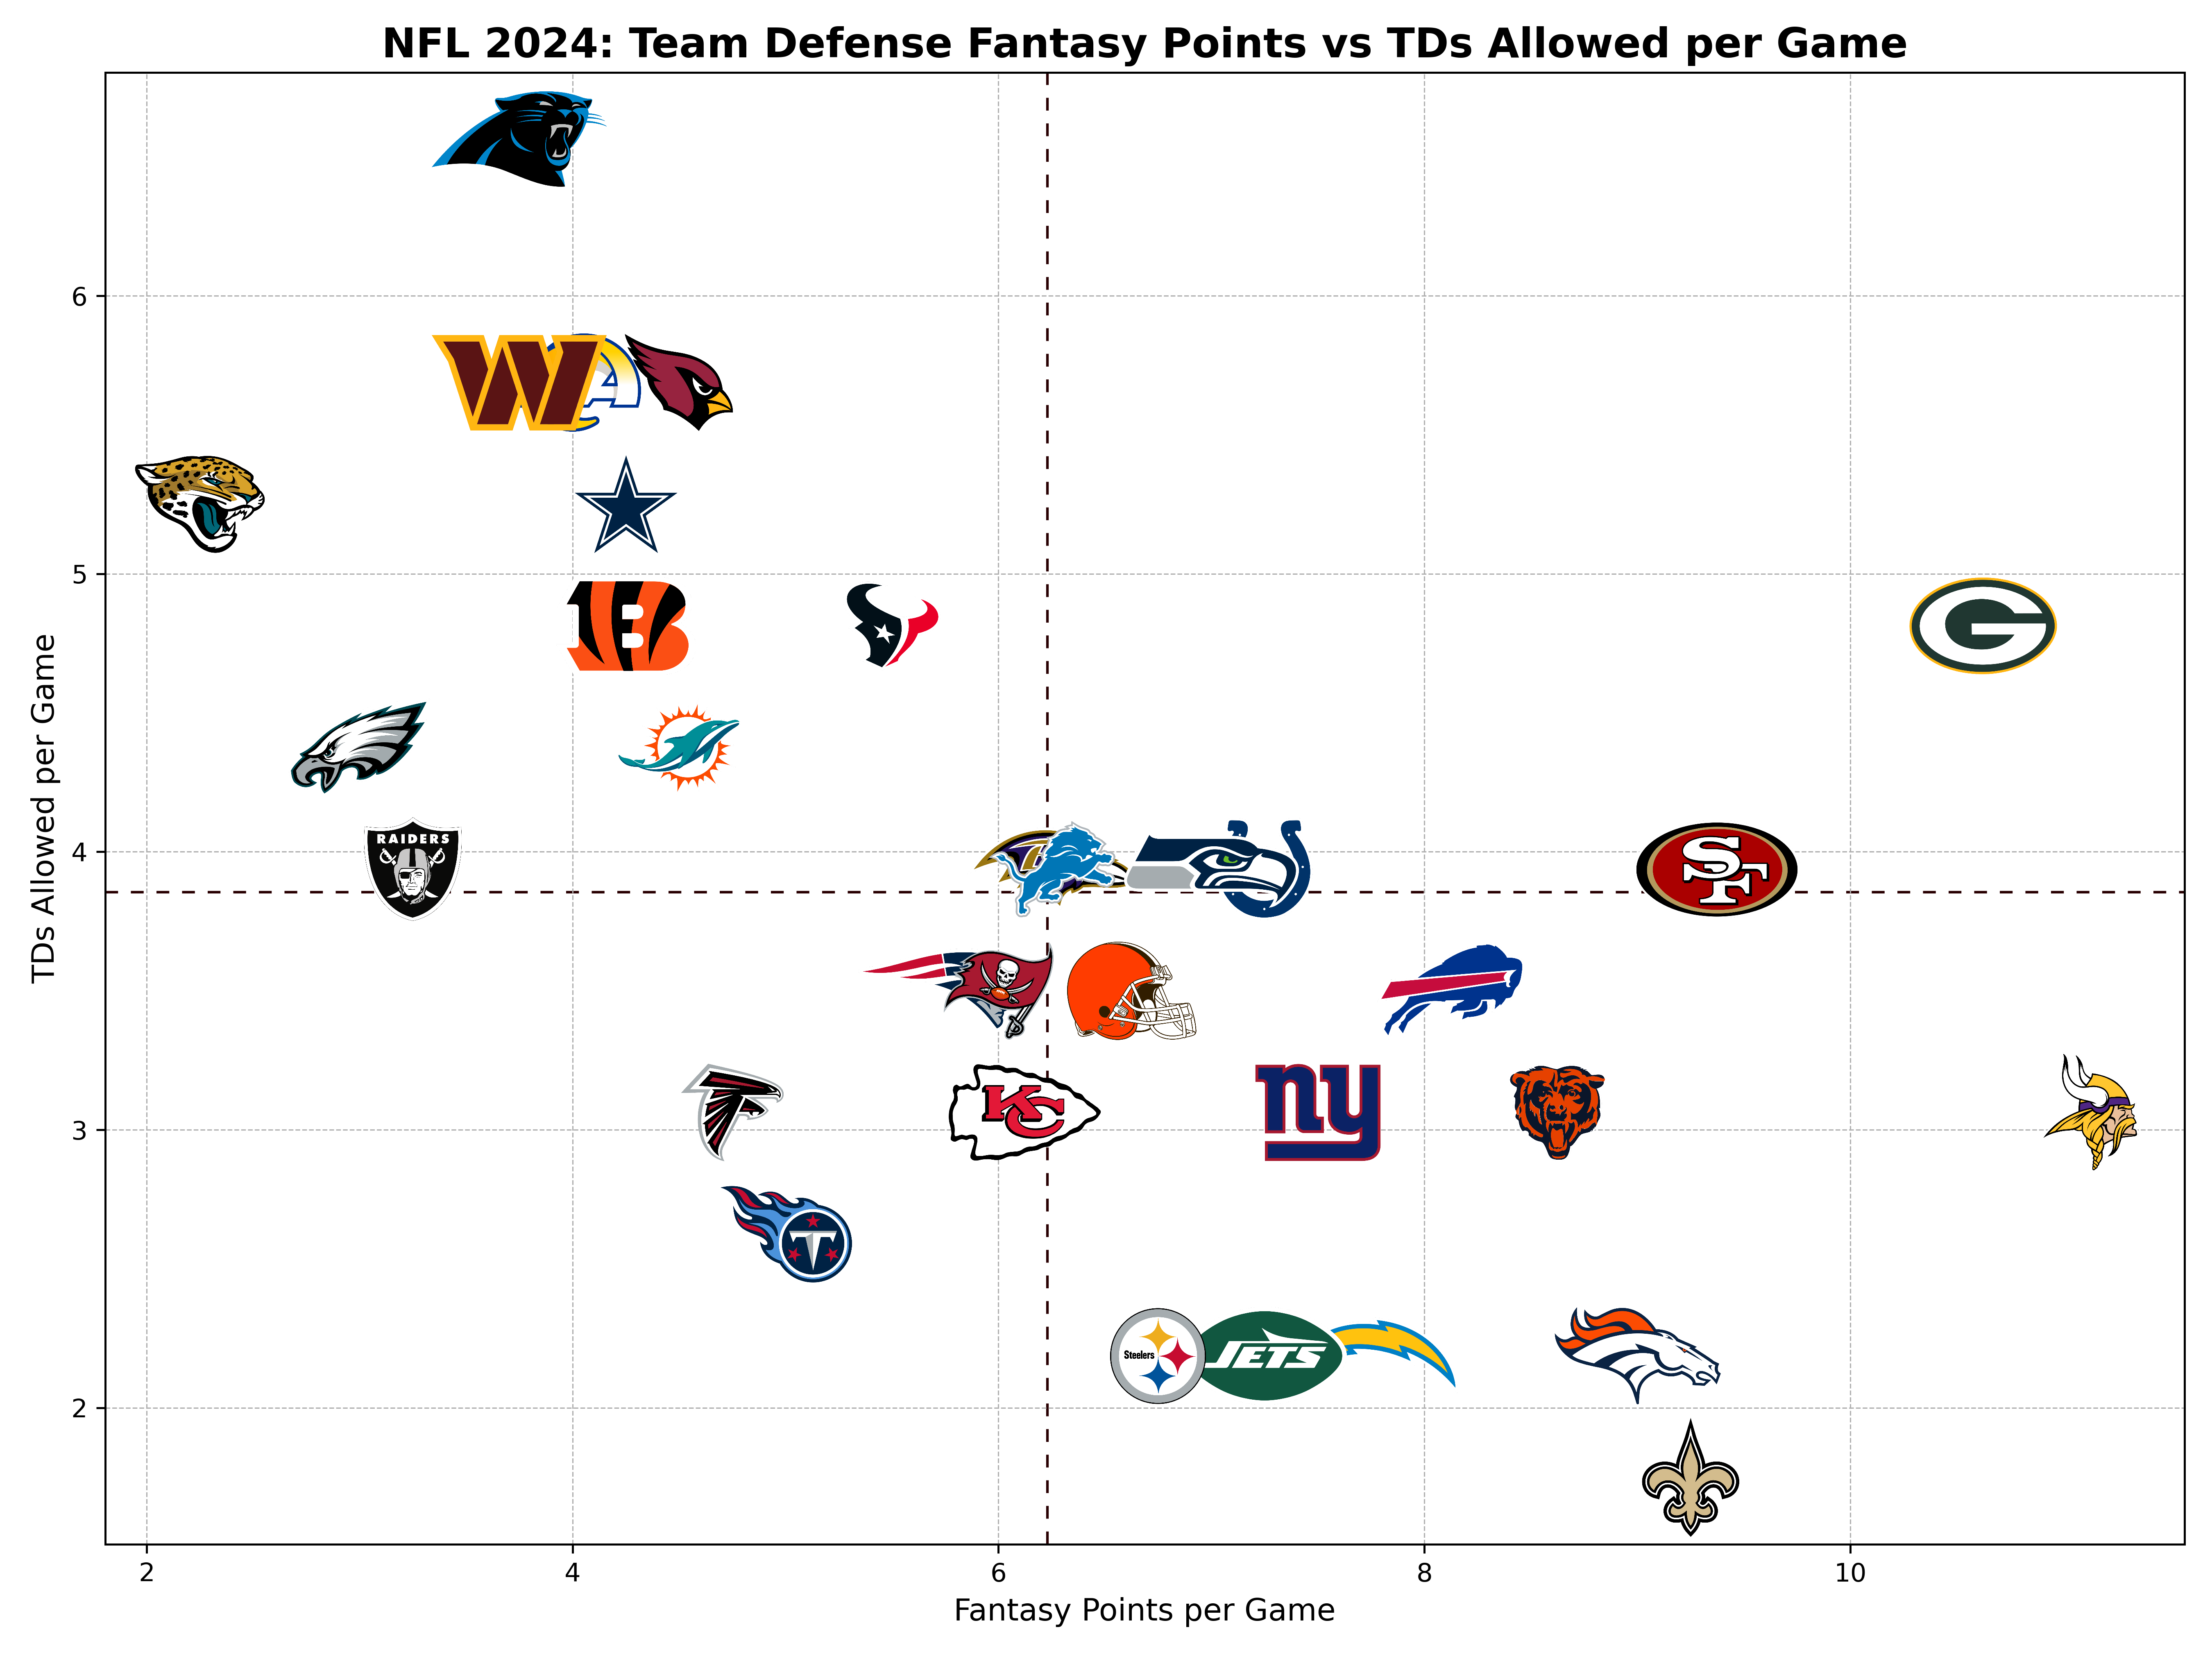 NFL 2024: Team Defense Fantasy Points vs TDs Allowed per Game
TDs Allowed per Game
6
5
4
3
2
W
A
B
G
RAIDERS
SF
KC
ny
T
Steelers
JETS
2
4
6
8
10
Fantasy Points per Game